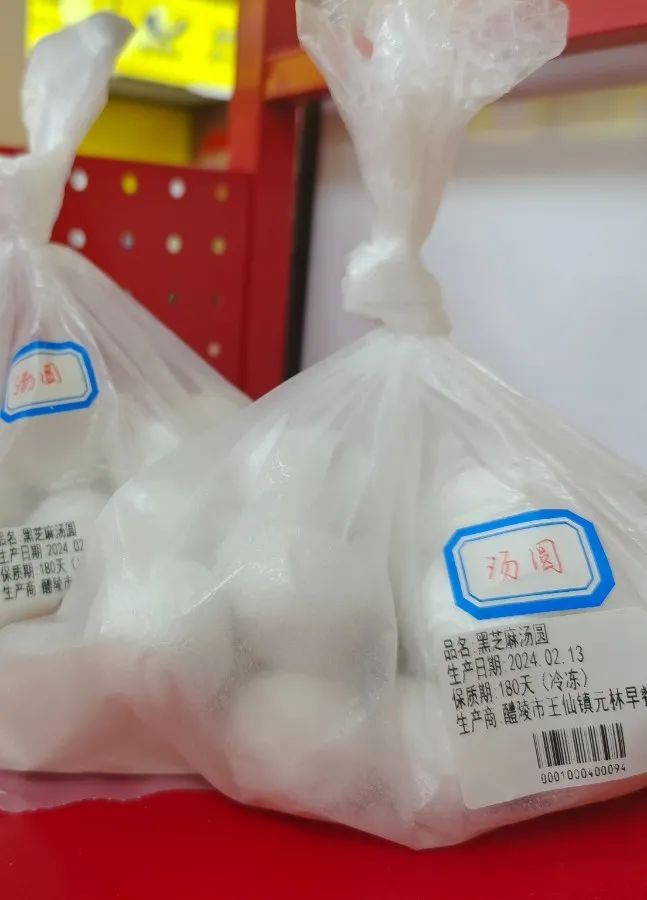 汤圆
品名:黑芝麻汤圆
生产日期:2024.02
保质期:180天(
生产商:醴陵市
汤圆
品名:黑芝麻汤圆
生产日期:2024.02.13
保质期:180天(冷冻)
生产商:醴陵市王仙镇元林早餐
0001000400094